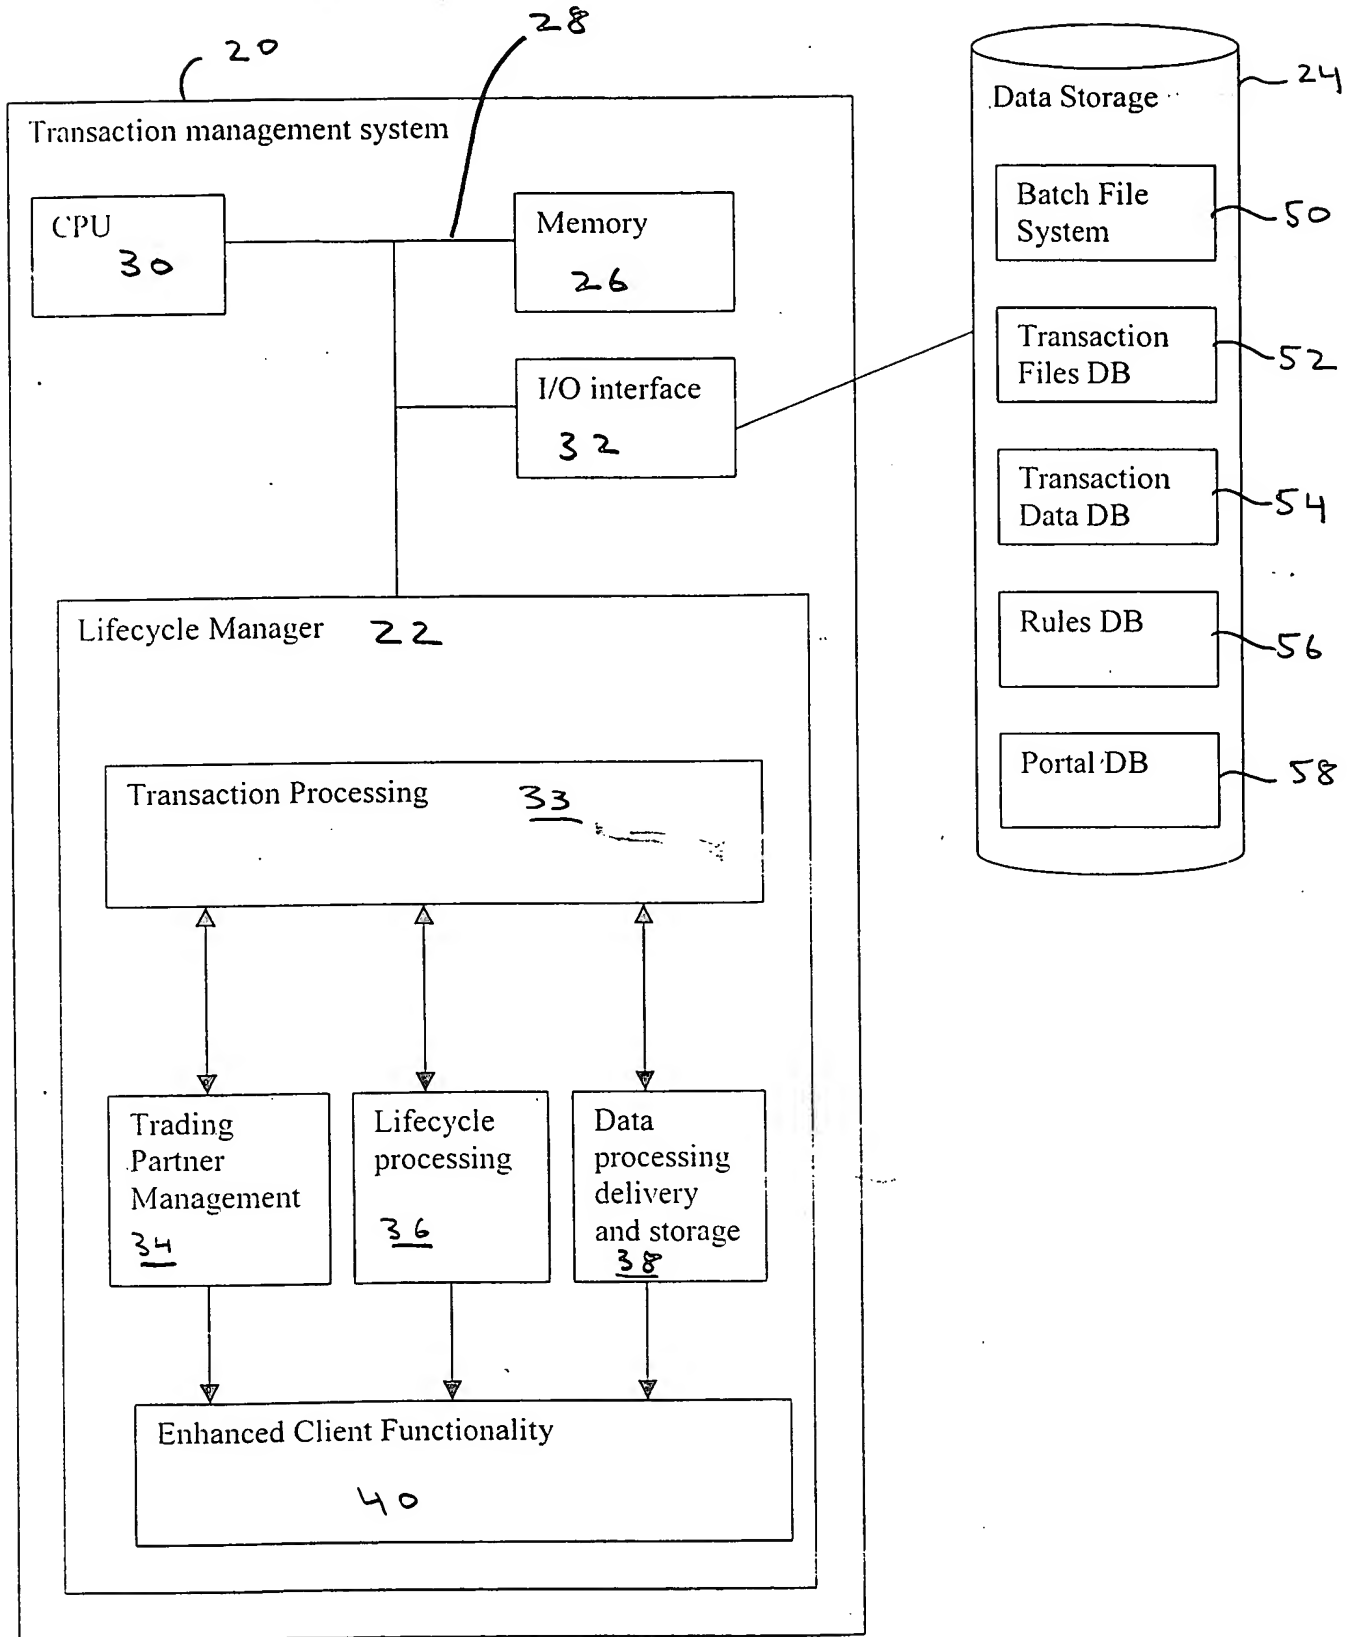 20
28
24
Transaction management system
Data Storage
CPU
30
Memory
26
Batch File
System
50
I/O interface
32
Transaction
Files DB
52
Transaction
Data DB
54
Lifecycle Manager 22
Rules DB
56
Transaction Processing 33
Portal DB
58
Trading
Partner
Management
34
Lifecycle
processing
36
Data
processing
delivery
and storage
38
Enhanced Client Functionality
40